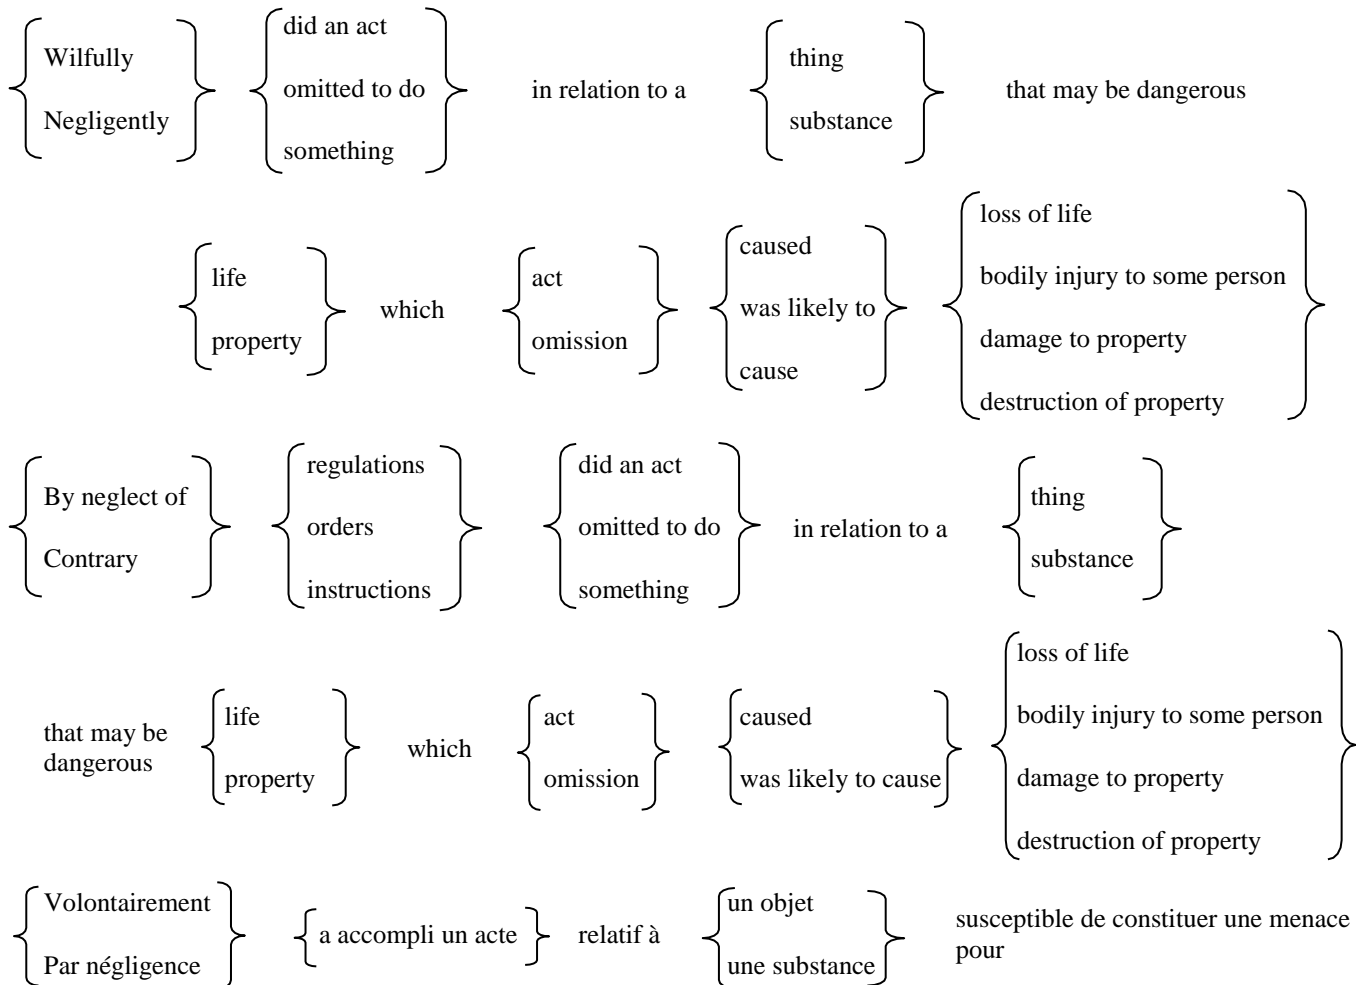 Wilfully
Negligently
did an act
omitted to do
something
in relation to a
thing
substance
that may be dangerous
life
property
which
act
omission
caused
was likely to
cause
loss of life
bodily injury to some person
damage to property
destruction of property
By neglect of
Contrary
regulations
orders
instructions
did an act
omitted to do
something
in relation to a
thing
substance
that may be
dangerous
life
property
which
act
omission
caused
was likely to cause
loss of life
bodily injury to some person
damage to property
destruction of property
Volontairement
Par négligence
a accompli un acte
relatif à
un objet
une substance
susceptible de constituer une menace
pour